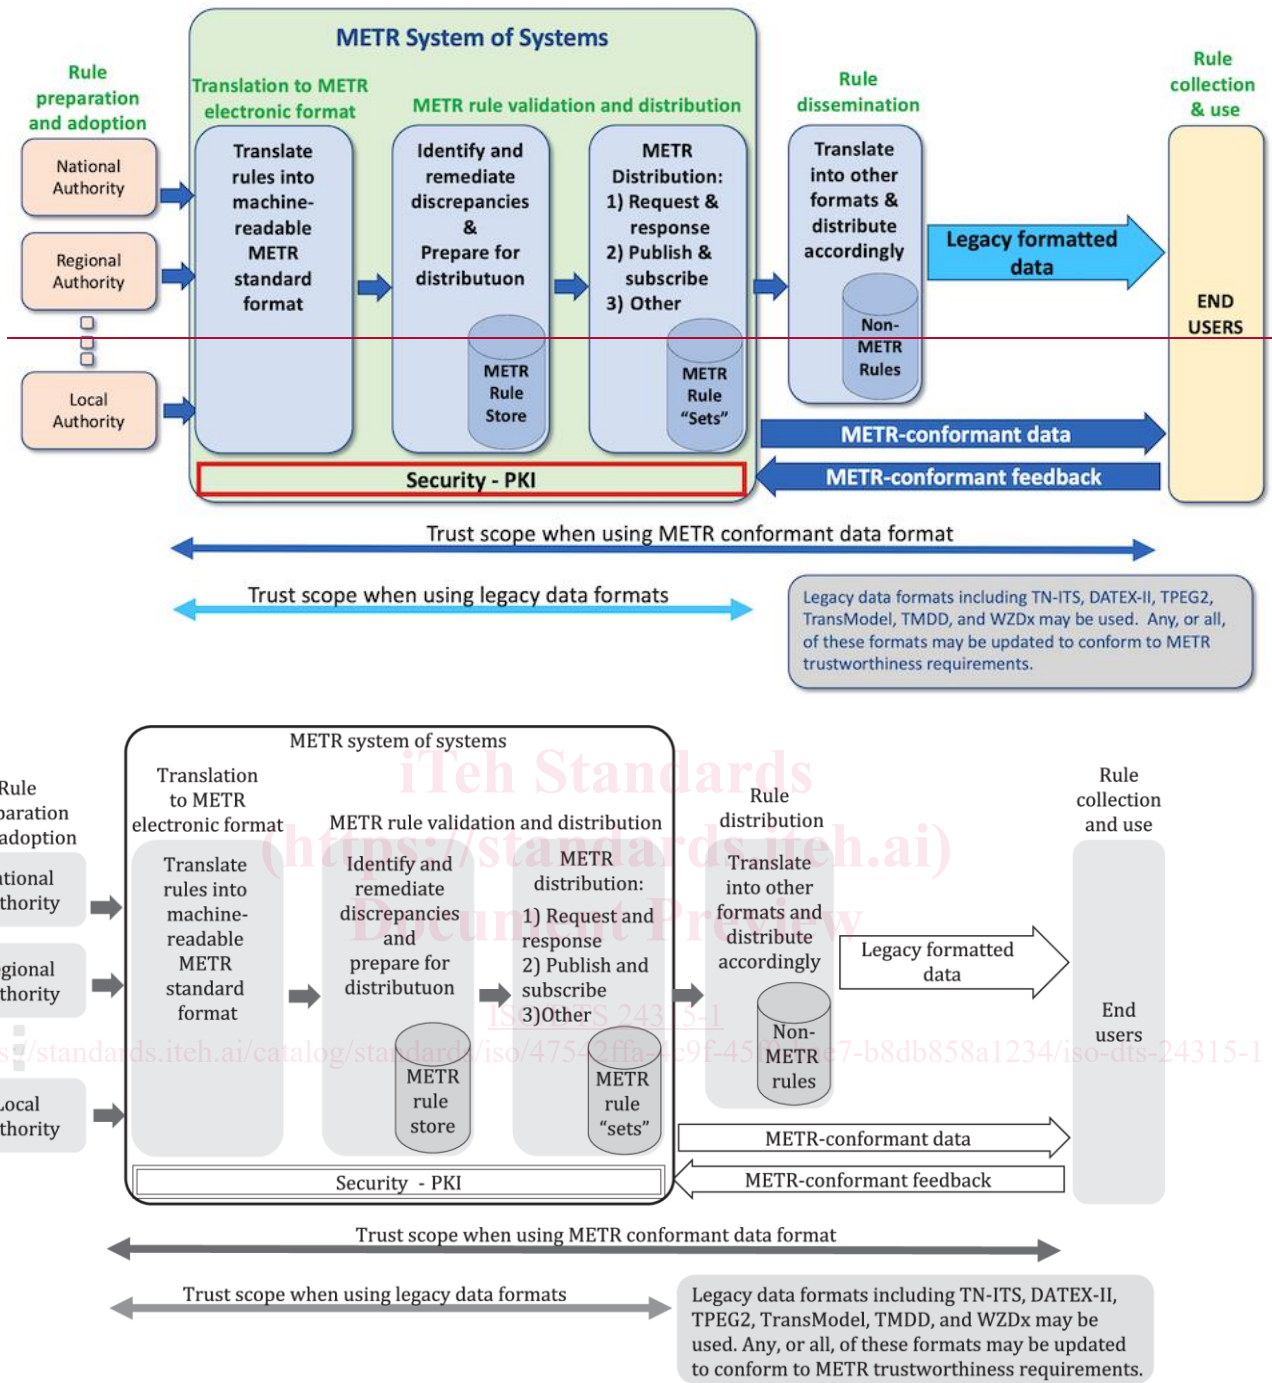 METR System of Systems
Rule
preparation
and adoption
Translation to METR
electronic format
METR rule validation and distribution
Rule
dissemination
Rule
collection
& use
National
Authority
Regional
Authority
Local
Authority
Translate
rules into
machine-
readable
METR
standard
format
Identify and
remediate
discrepancies
&
Prepare for
distributuon
METR
Rule
Store
METR
Distribution:
1) Request &
response
2) Publish &
subscribe
3) Other
METR
Rule
“Sets”
Translate
into other
formats &
distribute
accordingly
Non-
METR
Rules
Legacy formatted
data
END
USERS
METR-conformant data
METR-conformant feedback
Security - PKI
Trust scope when using METR conformant data format
Trust scope when using legacy data formats
Legacy data formats including TN-ITS, DATEX-II, TPEG2,
TransModel, TMDD, and WZDx may be used. Any, or all,
of these formats may be updated to conform to METR
trustworthiness requirements.
METR system of systems
Rule
paration
adoption
Translation
to METR
electronic format
METR rule validation and distribution
Rule
distribution
Rule
collection
and use
ational
thority
egional
thority
Local
thority
Translate
rules into
machine-
readable
METR
standard
format
Identify and
remediate
discrepancies
and
prepare for
distributuon
METR
rule
store
METR
distribution:
1) Request and
response
2) Publish and
subscribe
3)Other
METR
rule
“sets”
Translate
into other
formats and
distribute
accordingly
Non-
METR
rules
Legacy formatted
data
End
users
METR-conformant data
METR-conformant feedback
Security - PKI
Trust scope when using METR conformant data format
Trust scope when using legacy data formats
Legacy data formats including TN-ITS, DATEX-II,
TPEG2, TransModel, TMDD, and WZDx may be
used. Any, or all, of these formats may be updated
to conform to METR trustworthiness requirements.
iTeh Standards
(https://standards.iteh.ai)
Document Preview
ISO/DTS 24315-1